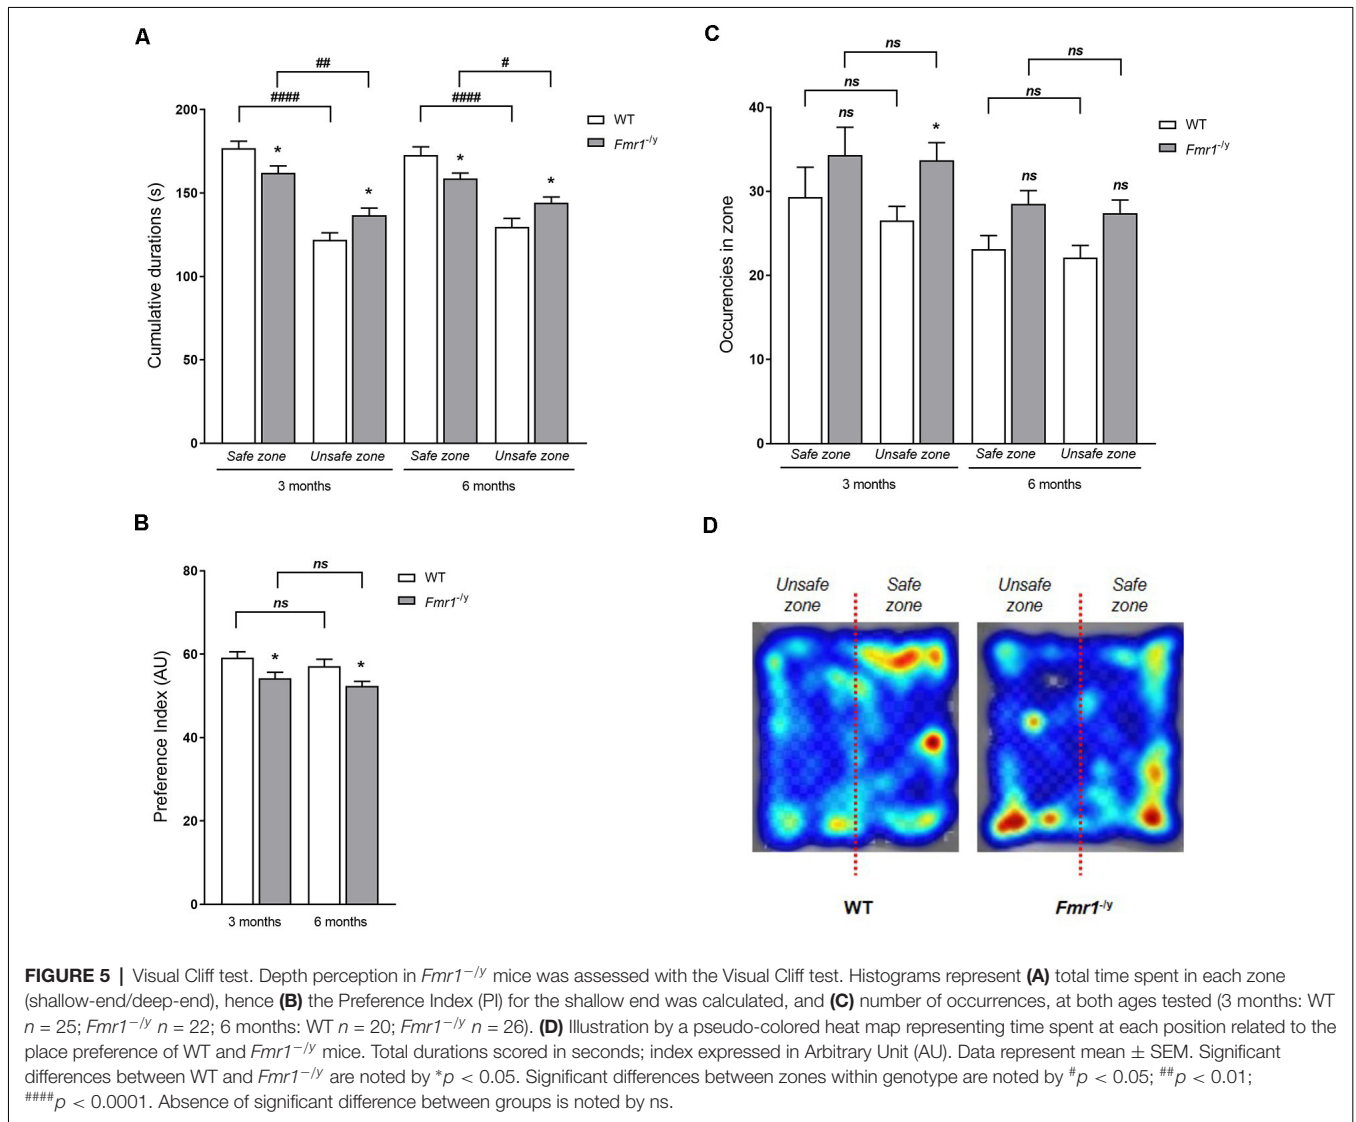 A
##
#
####
####
200
150
100
50
0
Cumulative durations (s)
*
*
*
*
WT
Fmr1-/y
Safe zone
Unsafe zone
Safe zone
Unsafe zone
3 months
6 months
C
ns
ns
ns
ns
ns
*
ns
ns
40
30
20
10
0
Occurencies in zone
WT
Fmr1-/y
Safe zone
Unsafe zone
Safe zone
Unsafe zone
3 months
6 months
B
ns
ns
80
60
40
20
0
Preference Index (AU)
*
*
WT
Fmr1-/y
3 months
6 months
D
Unsafe zone
Safe zone
Unsafe zone
Safe zone
WT
Fmr1-/y
FIGURE 5 | Visual Cliff test. Depth perception in Fmr1−/y mice was assessed with the Visual Cliff test. Histograms represent (A) total time spent in each zone
(shallow-end/deep-end), hence (B) the Preference Index (PI) for the shallow end was calculated, and (C) number of occurrences, at both ages tested (3 months: WT
n = 25; Fmr1−/y n = 22; 6 months: WT n = 20; Fmr1−/y n = 26). (D) Illustration by a pseudo-colored heat map representing time spent at each position related to the
place preference of WT and Fmr1−/y mice. Total durations scored in seconds; index expressed in Arbitrary Unit (AU). Data represent mean ± SEM. Significant
differences between WT and Fmr1−/y are noted by *p < 0.05. Significant differences between zones within genotype are noted by #p < 0.05; ##p < 0.01;
####p < 0.0001. Absence of significant difference between groups is noted by ns.